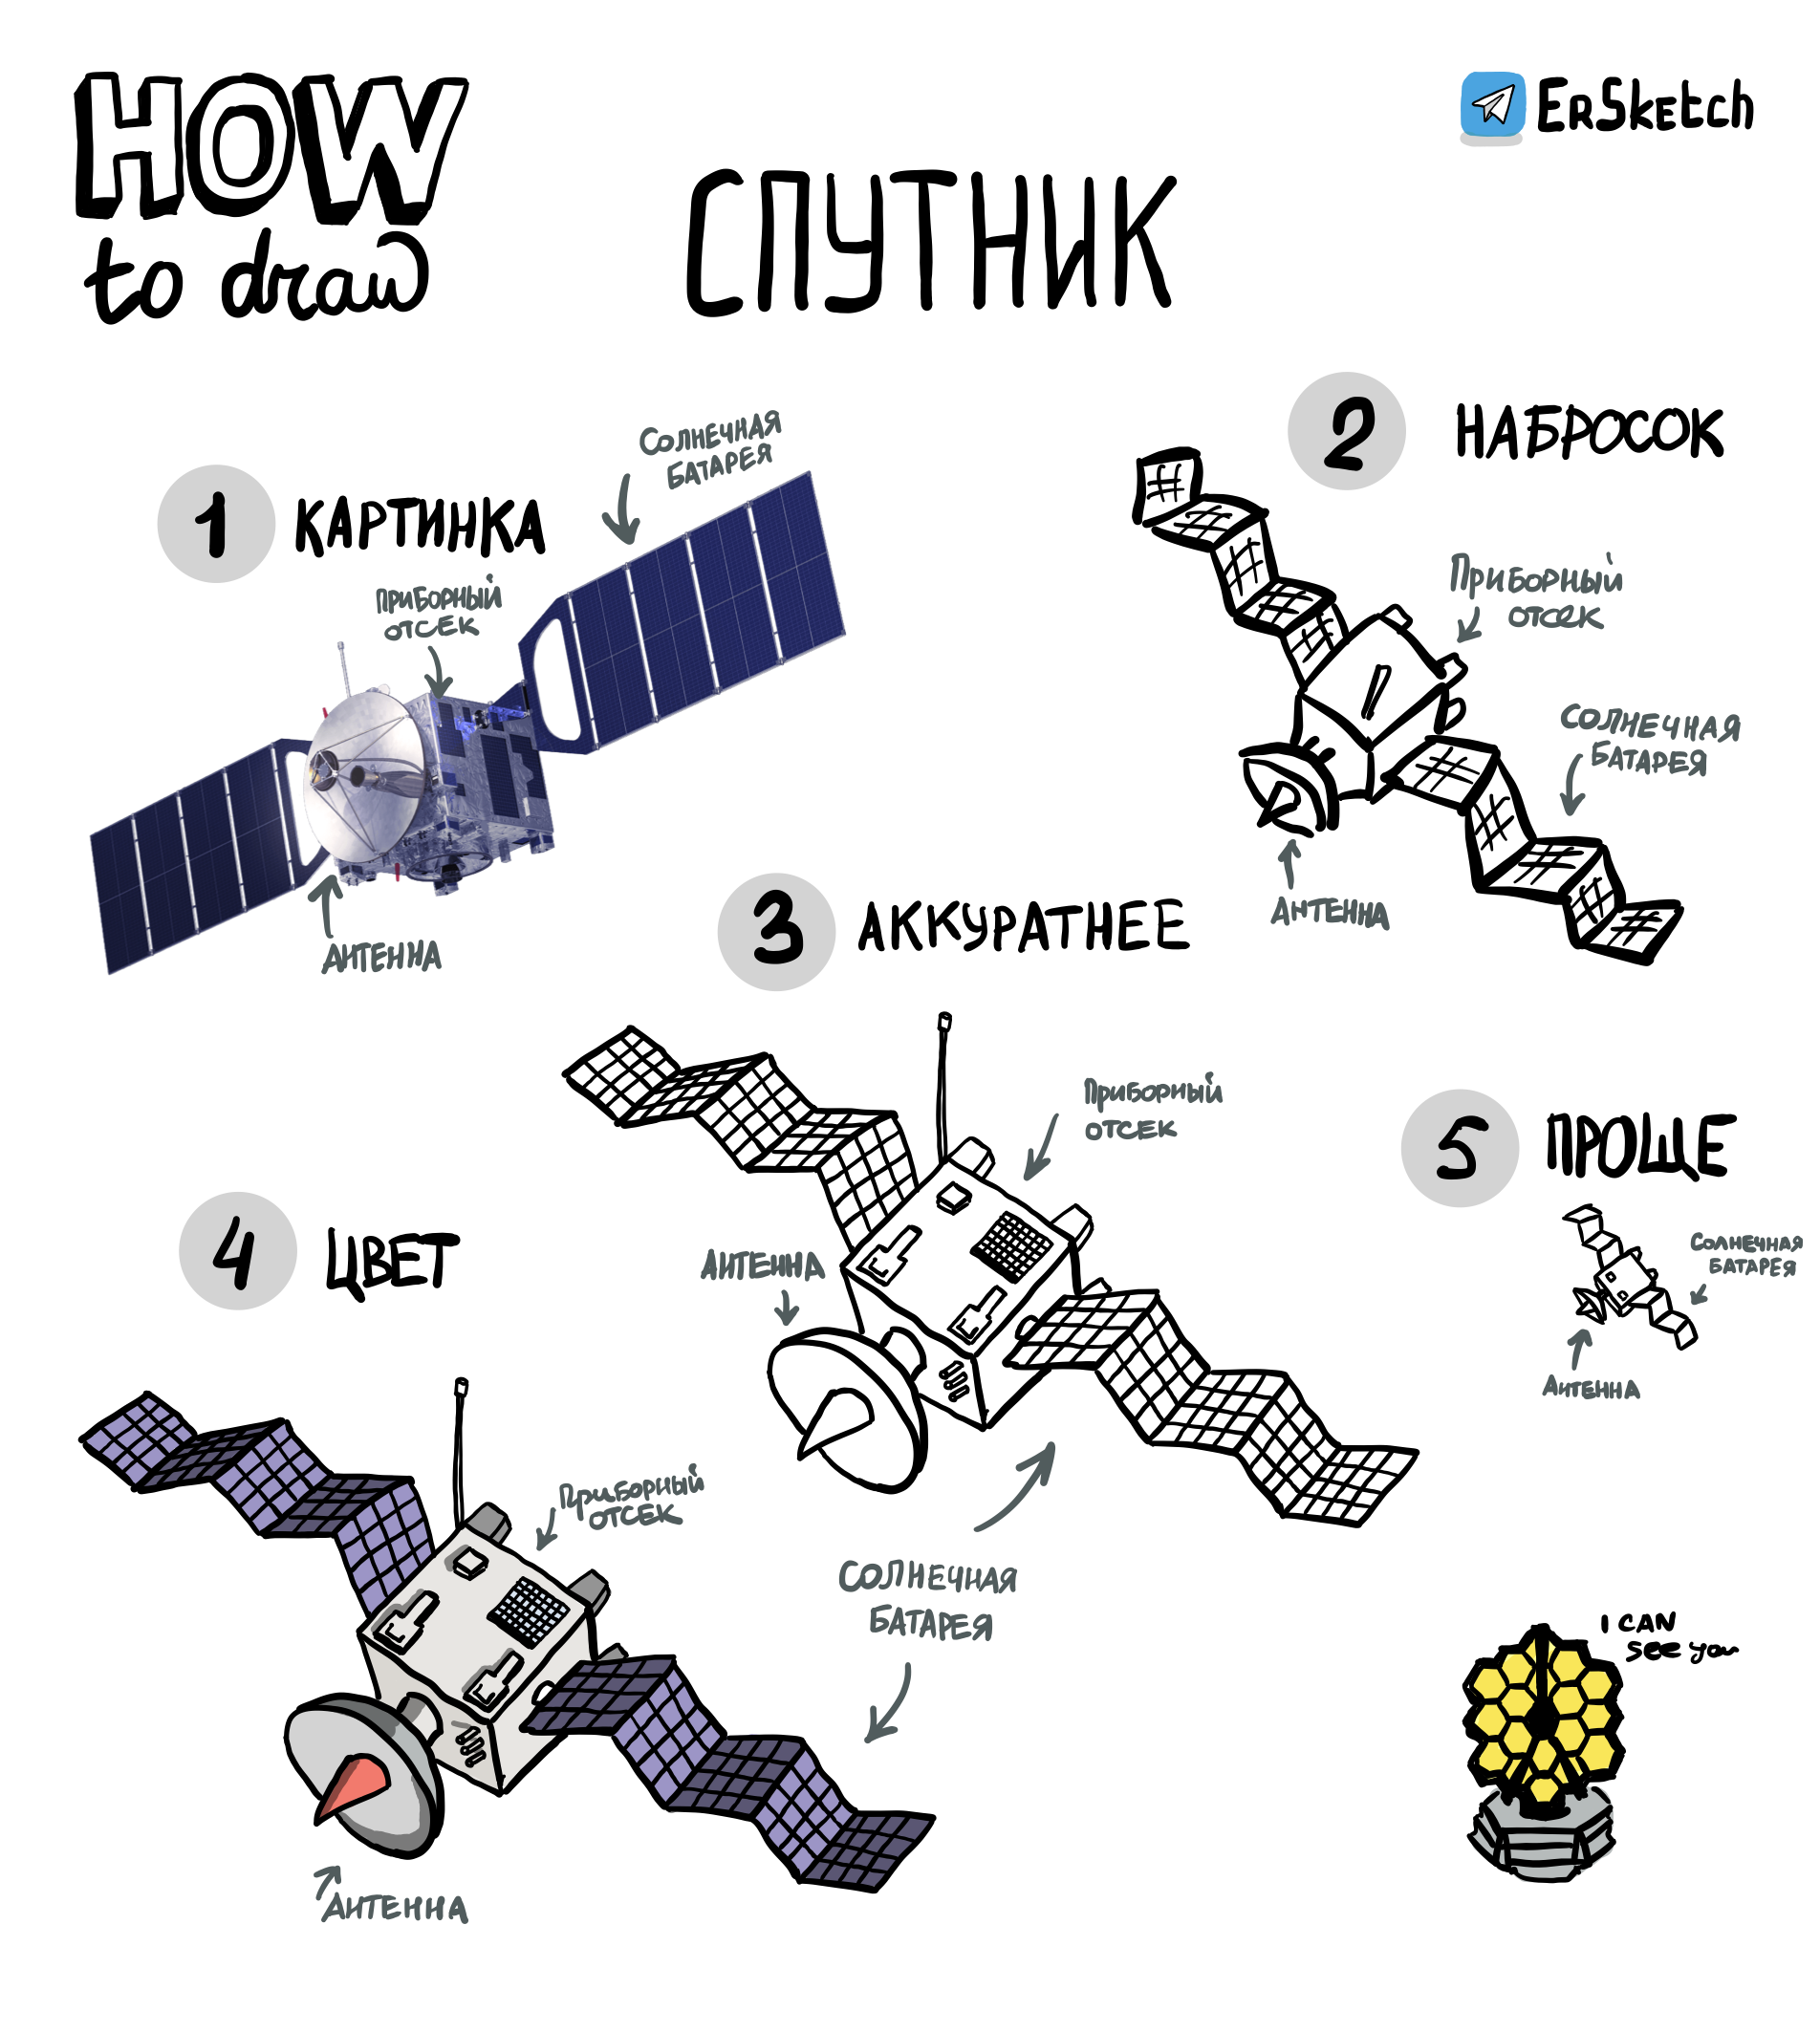 HOW
to draw
ErSketch
СПУТНИК
1 КАРТИНКА
СОЛНЕЧНАЯ
БАТАРЕЯ
ПРИБОРНЫЙ
ОТСЕК
АНТЕННА
2 НАБРОСОК
ПРИБОРНЫЙ
ОТСЕК
СОЛНЕЧНАЯ
БАТАРЕЯ
АНТЕННА
3 АККУРАТНЕЕ
ПРИБОРНЫЙ
ОТСЕК
АНТЕННА
СОЛНЕЧНАЯ
БАТАРЕЯ
4 ЦВЕТ
ПРИБОРНЫЙ
ОТСЕК
АНТЕННА
5 ПРОЩЕ
СОЛНЕЧНАЯ
БАТАРЕЯ
АНТЕННА
I CAN
SEE you